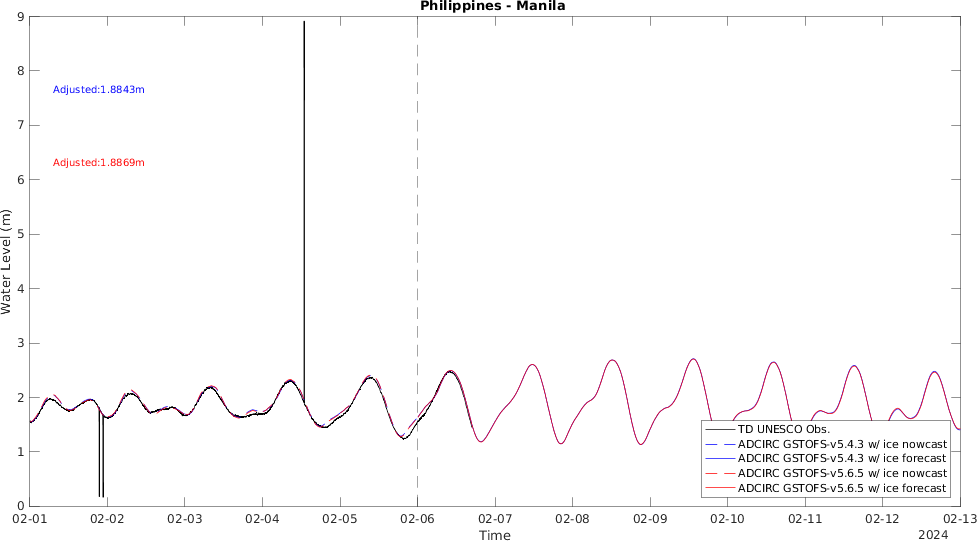 Philippines - Manila
9
8
7
6
5
4
3
2
1
0
Water Level (m)
Adjusted:1.8843m
Adjusted:1.8869m
TD UNESCO Obs.
ADCIRC GSTOFS-v5.4.3 w/ ice nowcast
ADCIRC GSTOFS-v5.4.3 w/ ice forecast
ADCIRC GSTOFS-v5.6.5 w/ ice nowcast
ADCIRC GSTOFS-v5.6.5 w/ ice forecast
02-01 02-02 02-03 02-04 02-05 02-06 02-07 02-08 02-09 02-10 02-11 02-12 02-13
Time
2024